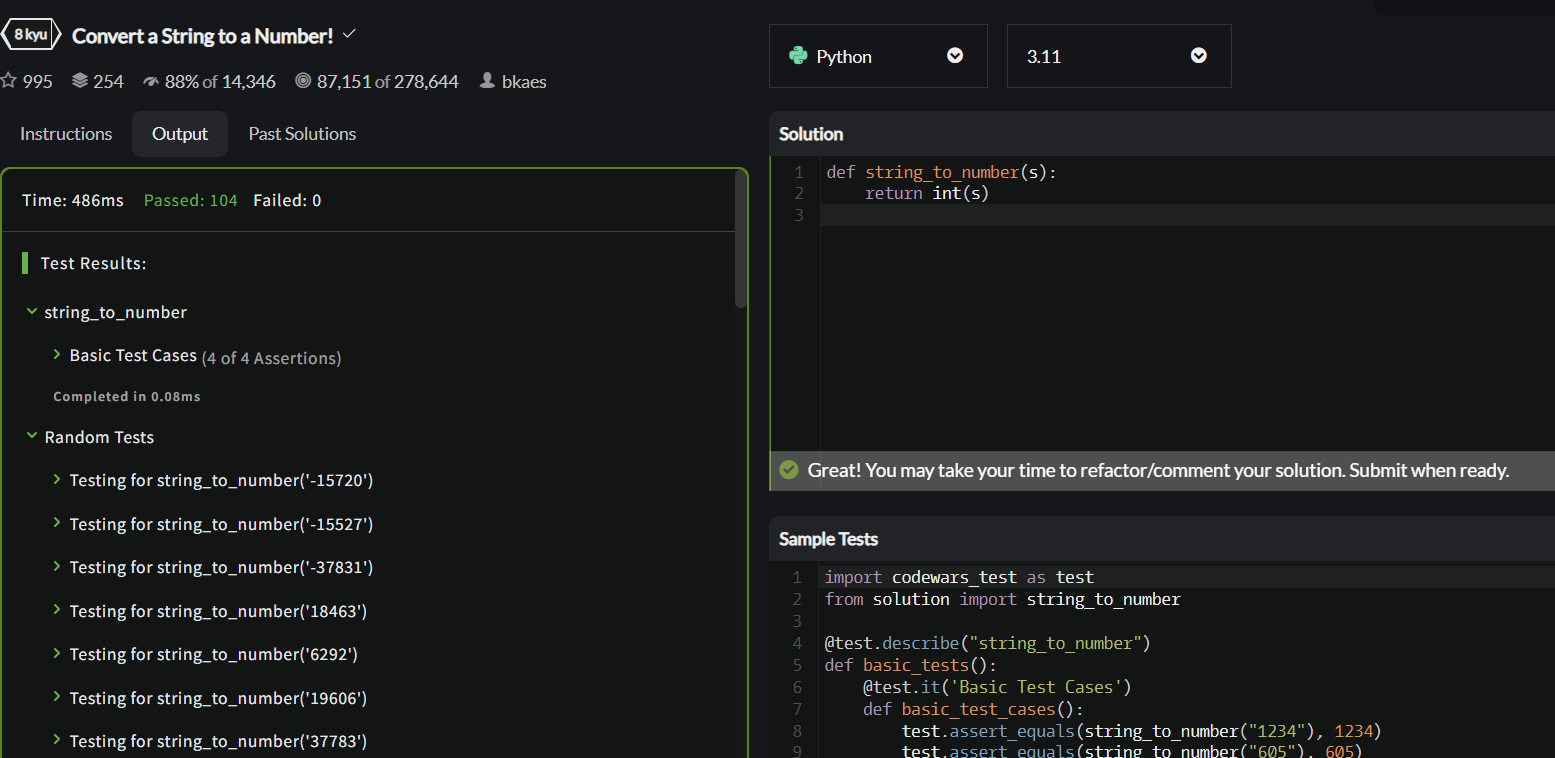 8 kyu Convert a String to a Number!
995 254 88% of 14,346 87,151 of 278,644 bkaes
Instructions Output Past Solutions
Time: 486ms Passed: 104 Failed: 0
Test Results:
string_to_number
Basic Test Cases (4 of 4 Assertions)
Completed in 0.08ms
Random Tests
Testing for string_to_number('-15720')
Testing for string_to_number('-15527')
Testing for string_to_number('-37831')
Testing for string_to_number('18463')
Testing for string_to_number('6292')
Testing for string_to_number('19606')
Testing for string_to_number('37783')
Python 3.11
Solution
1 def string_to_number(s):
2 return int(s)
3
Great! You may take your time to refactor/comment your solution. Submit when ready.
Sample Tests
1 import codewars_test as test
2 from solution import string_to_number
3
4 @test.describe("string_to_number")
5 def basic_tests():
6 @test.it('Basic Test Cases')
7 def basic_test_cases():
8 test.assert_equals(string_to_number("1234"), 1234)
9 test.assert_equals(string_to_number("605"), 605)